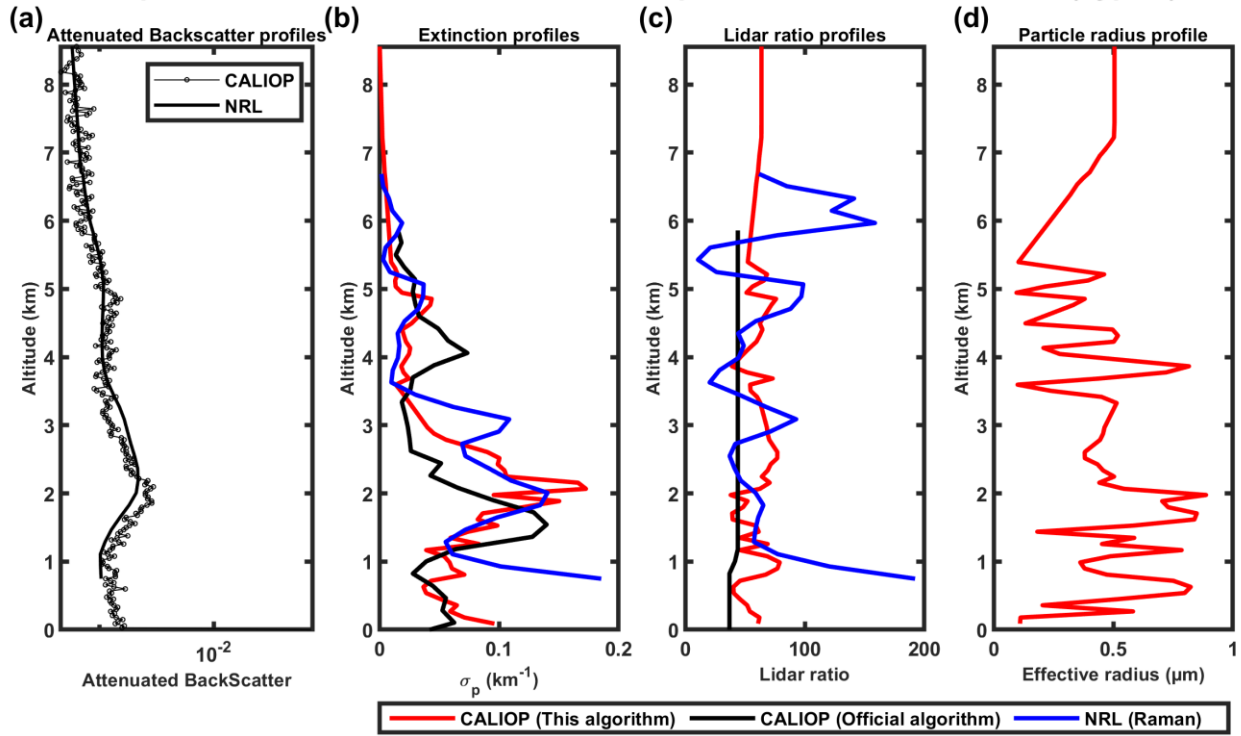 (a) (b) (c) (d)
Attenuated Backscatter profiles Extinction profiles Lidar ratio profiles Particle radius profile
CALIOP
NRL
8 8 8 8
7 7 7 7
6 6 6 6
5 5 5 5
4 4 4 4
3 3 3 3
2 2 2 2
1 1 1 1
0 0 0 0
Altitude (km) Altitude (km) Altitude (km) Altitude (km)
10-2 0 0.1 0.2 0 100 200 0 0.5 1
Attenuated BackScatter σp (km-1) Lidar ratio Effective radius (µm)
CALIOP (This algorithm) CALIOP (Official algorithm) NRL (Raman)